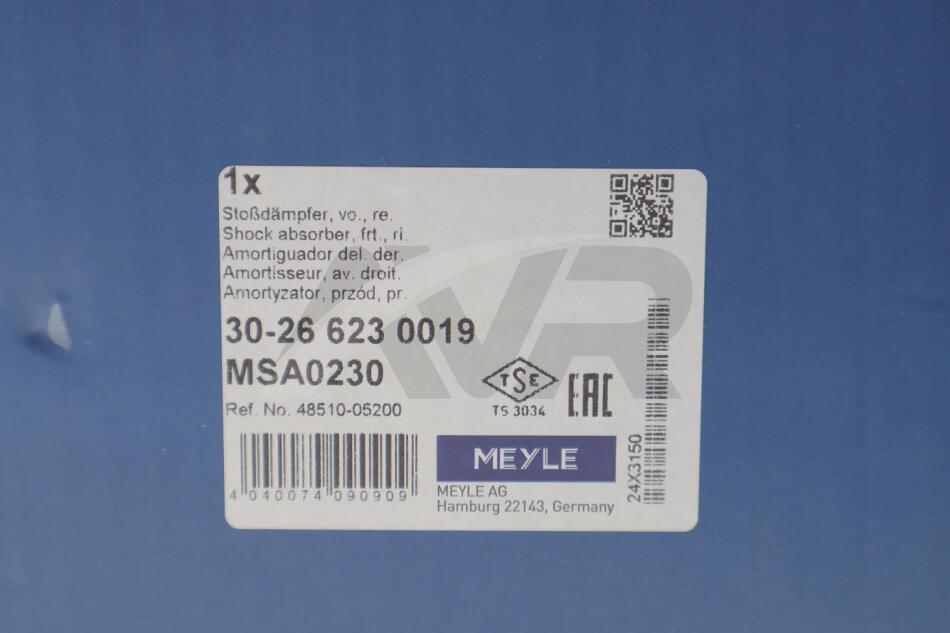 1x
Stoßdämpfer, vo., re.
Shock absorber, frt., ri.
Amortiguador del. der.
Amortisseur, av. droit.
Amortyzator, przód, pr.
30-26 623 0019
MSA0230
Ref. No. 48510-05200
TSE
TS 3034
EAC
4 040074 090909
MEYLE
MEYLE AG
Hamburg 22143, Germany
24X3150
AVR